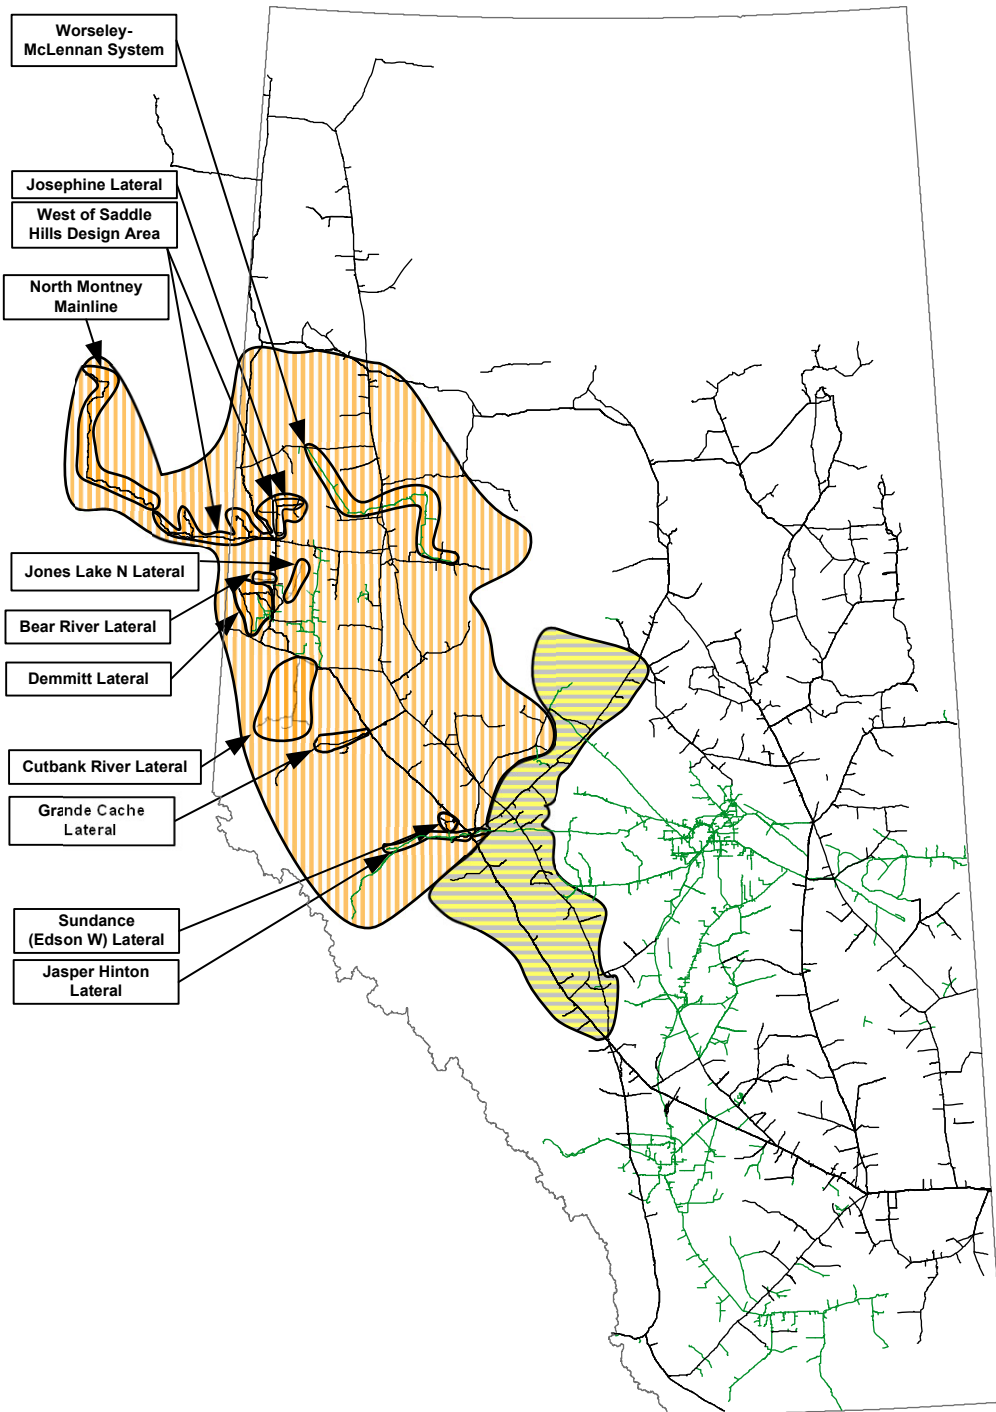 Worseley-
McLennan System
Josephine Lateral
West of Saddle
Hills Design Area
North Montney
Mainline
Jones Lake N Lateral
Bear River Lateral
Demmitt Lateral
Cutbank River Lateral
Grande Cache
Lateral
Sundance
(Edson W) Lateral
Jasper Hinton
Lateral